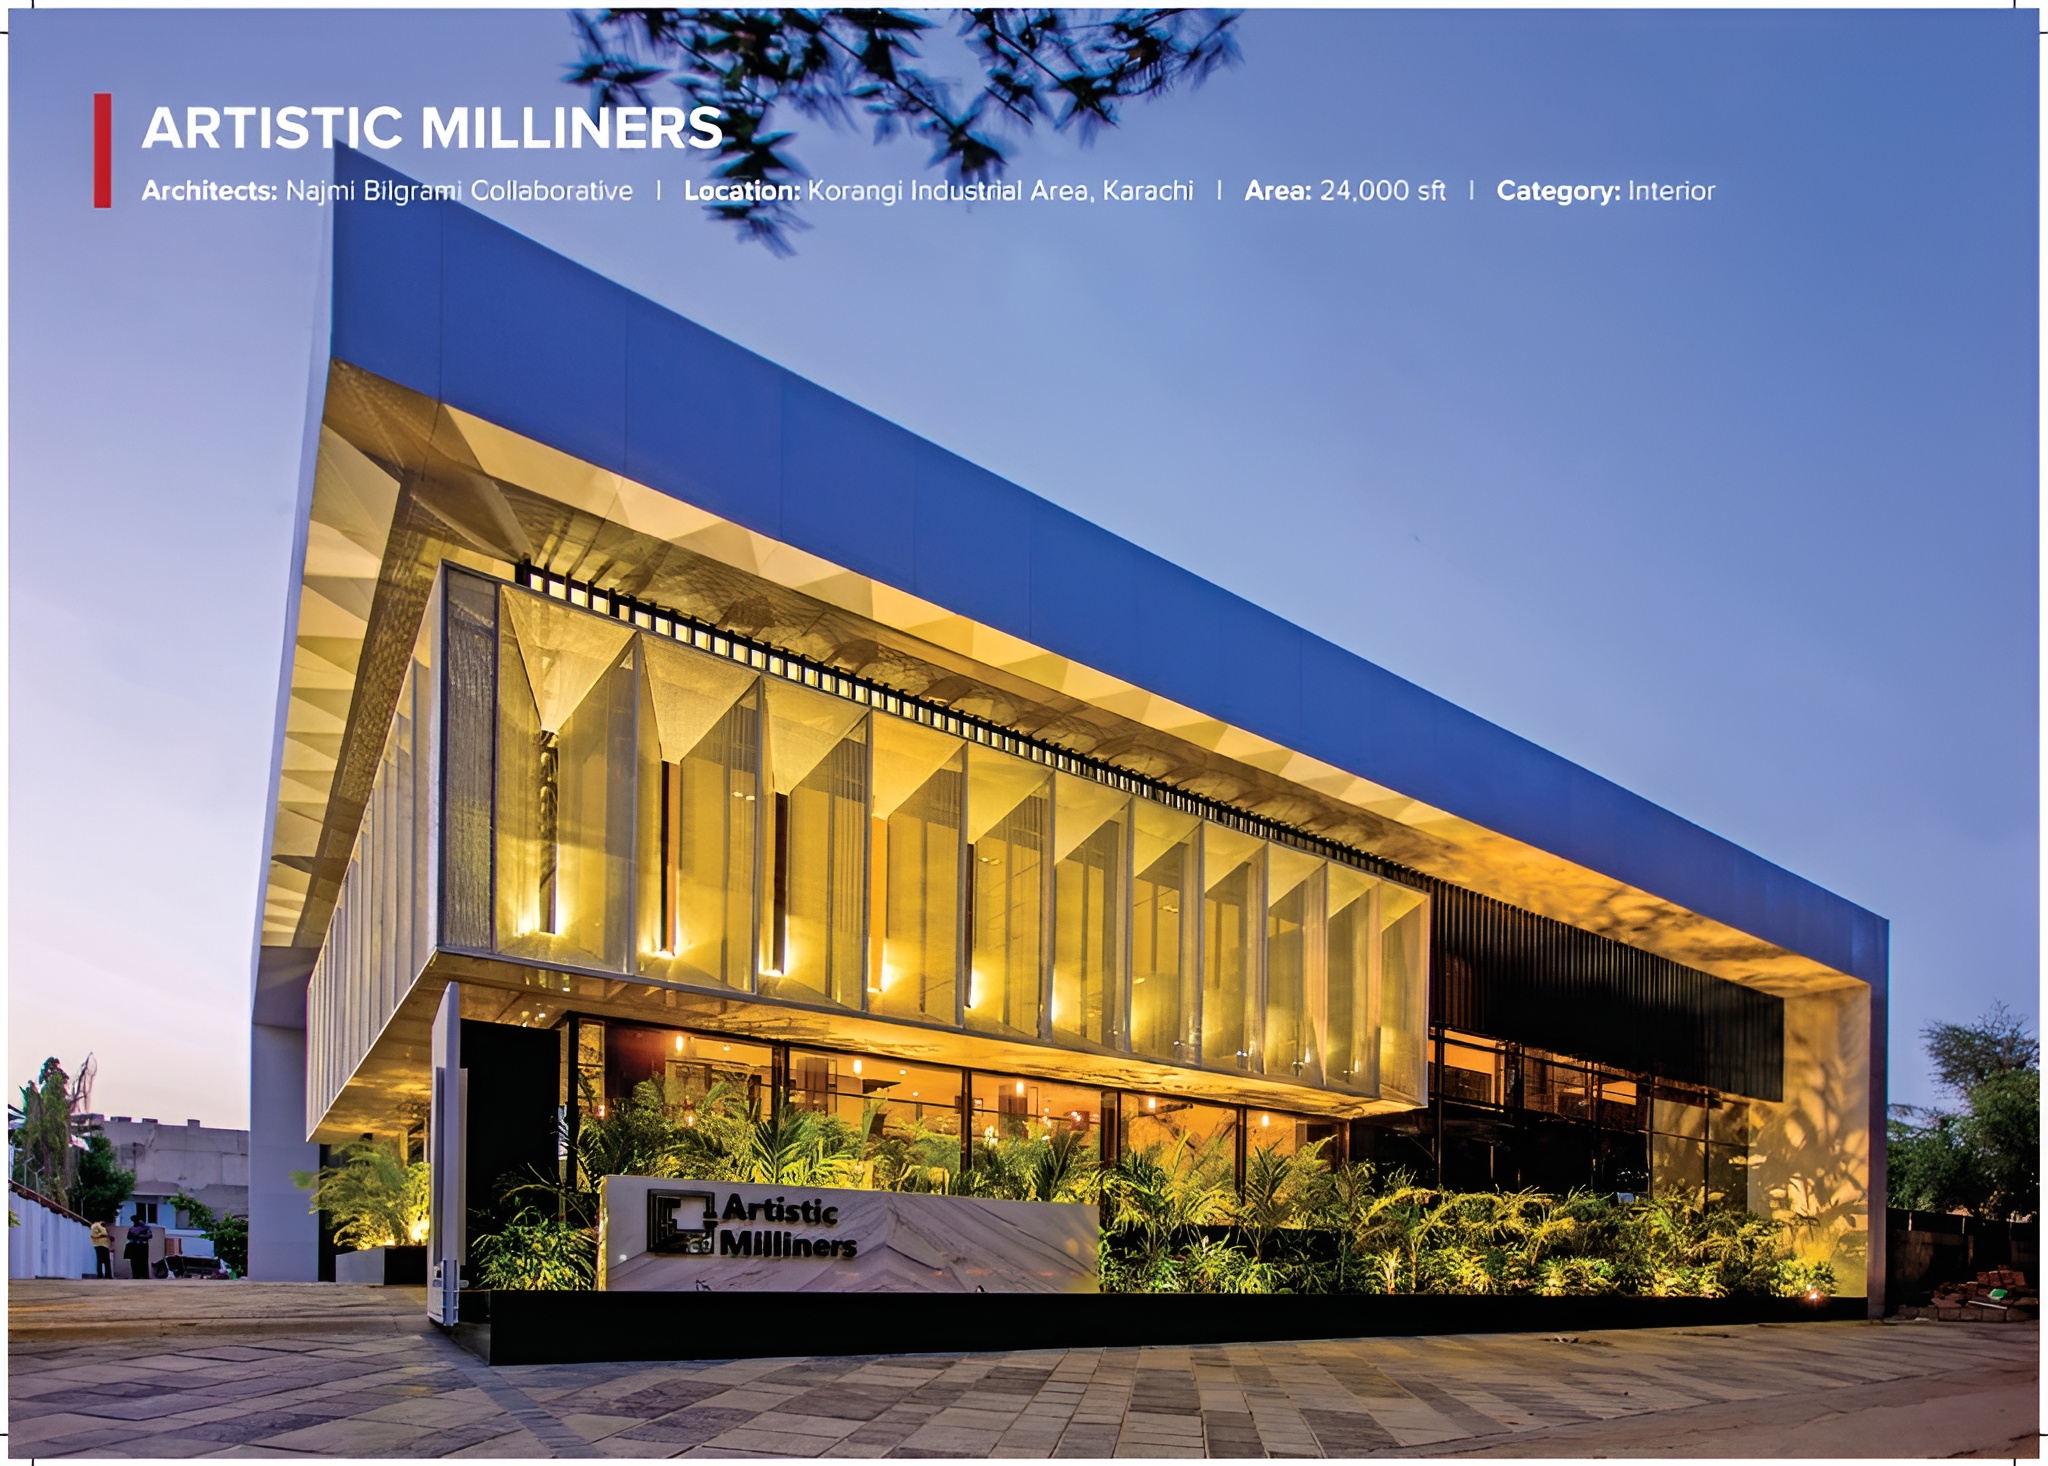 ARTISTIC MILLINERS
Architects: Najmi Bilgrami Collaborative | Location: Korangi Industrial Area, Karachi | Area: 24,000 sft | Category: Interior
Artistic
Milliners